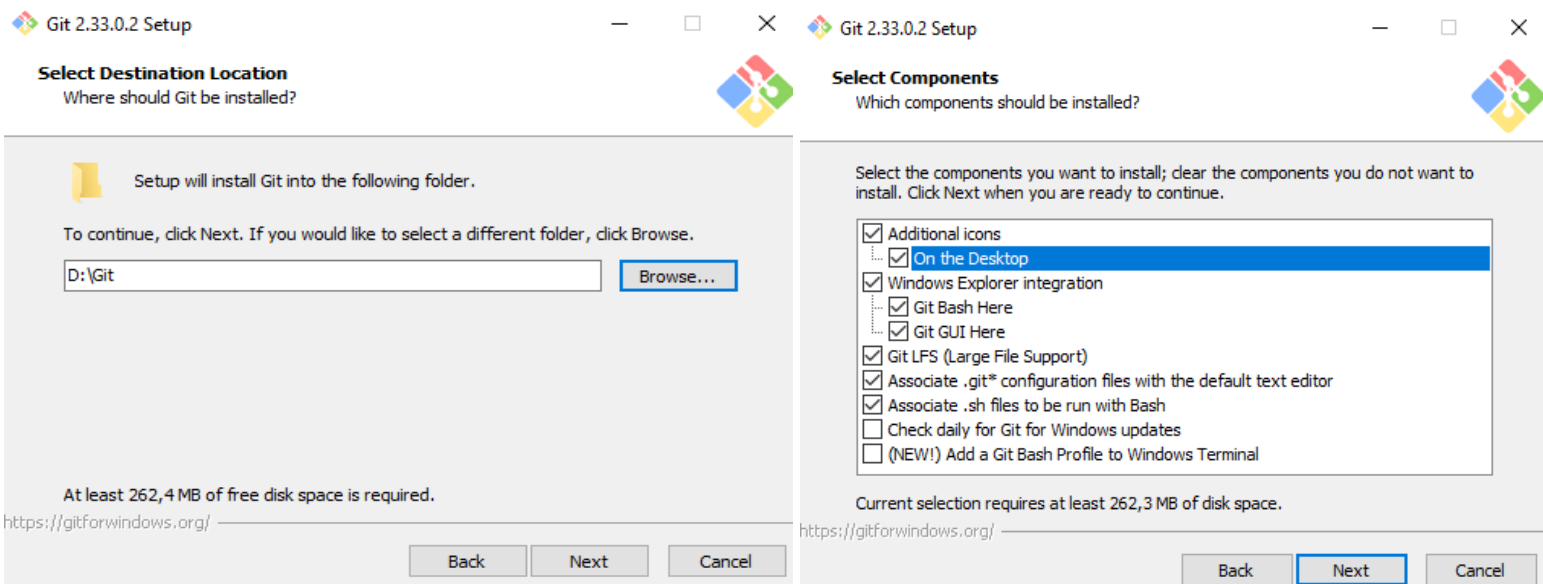 Git 2.33.0.2 Setup
Select Destination Location
Where should Git be installed?
Setup will install Git into the following folder.
To continue, click Next. If you would like to select a different folder, click Browse.
D:\Git
Browse...
At least 262,4 MB of free disk space is required.
https://gitforwindows.org/
Back
Next
Cancel
Git 2.33.0.2 Setup
Select Components
Which components should be installed?
Select the components you want to install; clear the components you do not want to
install. Click Next when you are ready to continue.
Additional icons
On the Desktop
Windows Explorer integration
Git Bash Here
Git GUI Here
Git LFS (Large File Support)
Associate .git* configuration files with the default text editor
Associate .sh files to be run with Bash
Check daily for Git for Windows updates
(NEW!) Add a Git Bash Profile to Windows Terminal
Current selection requires at least 262,3 MB of disk space.
https://gitforwindows.org/
Back
Next
Cancel